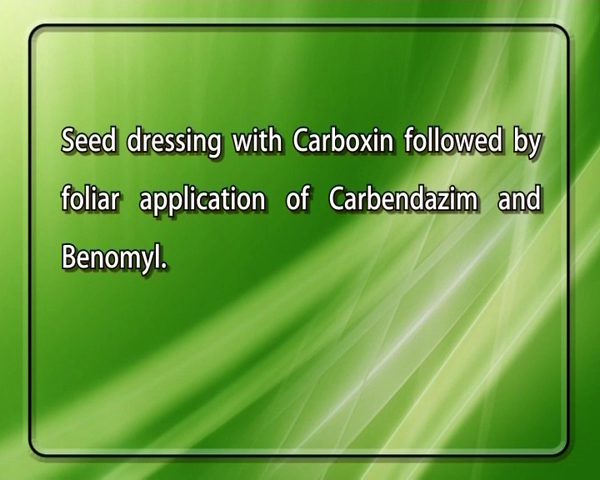 Seed dressing with Carboxin followed by
foliar application of Carbendazim and
Benomyl.